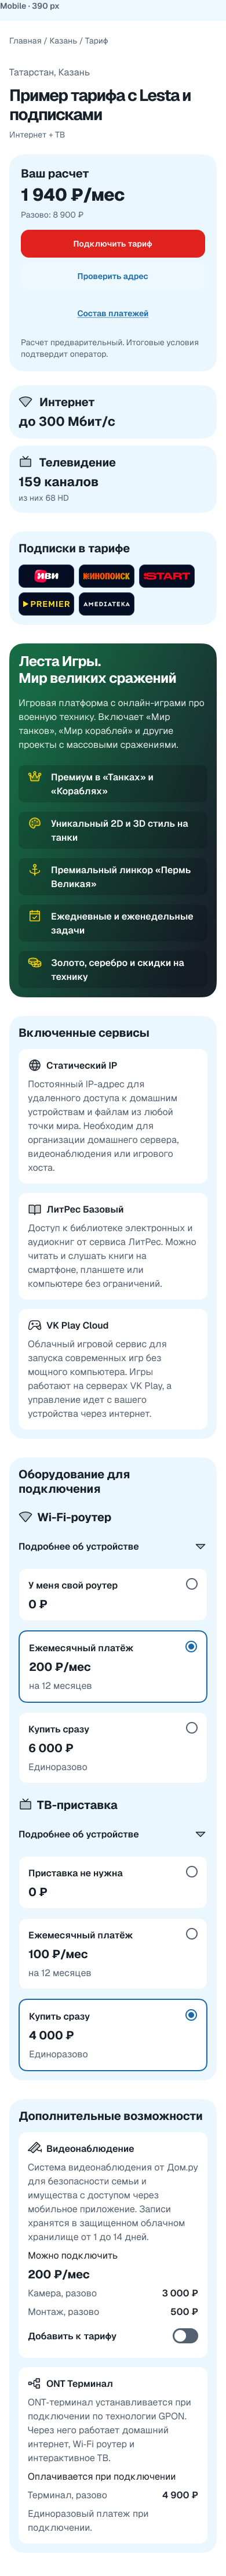 Mobile · 390 px
Главная / Казань / Тариф
Татарстан, Казань
Пример тарифа с Lesta и
подписками
Интернет + ТВ
Ваш расчет
1 940 ₽/мес
Разово: 8 900 ₽
Подключить тариф
Проверить адрес
Состав платежей
Расчет предварительный. Итоговые условия
подтвердит оператор.
Интернет
до 300 Мбит/с
Телевидение
159 каналов
из них 68 HD
Подписки в тарифе
ИВИ КИНОПОИСК START
PREMIER AMEDIATEKA
Леста Игры.
Мир великих сражений
Игровая платформа с онлайн-играми про
военную технику. Включает «Мир
танков», «Мир кораблей» и другие
проекты с массовыми сражениями.
Премиум в «Танках» и
«Кораблях»
Уникальный 2D и 3D стиль на
танки
Премиальный линкор «Пермь
Великая»
Ежедневные и еженедельные
задачи
Золото, серебро и скидки на
технику
Включенные сервисы
Статический IP
Постоянный IP-адрес для
удаленного доступа к домашним
устройствам и файлам из любой
точки мира. Необходим для
организации домашнего сервера,
видеонаблюдения или игрового
хоста.
ЛитРес Базовый
Доступ к библиотеке электронных и
аудиокниг от сервиса ЛитРес. Можно
читать и слушать книги на
смартфоне, планшете или
компьютере без ограничений.
VK Play Cloud
Облачный игровой сервис для
запуска современных игр без
мощного компьютера. Игры
работают на серверах VK Play, а
управление идет с вашего
устройства через интернет.
Оборудование для
подключения
Wi-Fi-роутер
Подробнее об устройстве
У меня свой роутер
0 ₽
Ежемесячный платёж
200 ₽/мес
на 12 месяцев
Купить сразу
6 000 ₽
Единоразово
ТВ-приставка
Подробнее об устройстве
Приставка не нужна
0 ₽
Ежемесячный платёж
100 ₽/мес
на 12 месяцев
Купить сразу
4 000 ₽
Единоразово
Дополнительные возможности
Видеонаблюдение
Система видеонаблюдения от Дом.ру
для безопасности семьи и
имущества с доступом через
мобильное приложение. Записи
хранятся в защищенном облачном
хранилище от 1 до 14 дней.
Можно подключить
200 ₽/мес
Камера, разово 3 000 ₽
Монтаж, разово 500 ₽
Добавить к тарифу
ONT Терминал
ONT-терминал устанавливается при
подключении по технологии GPON.
Через него работает домашний
интернет, Wi-Fi роутер и
интерактивное ТВ.
Оплачивается при подключении
Терминал, разово 4 900 ₽
Единоразовый платеж при
подключении.